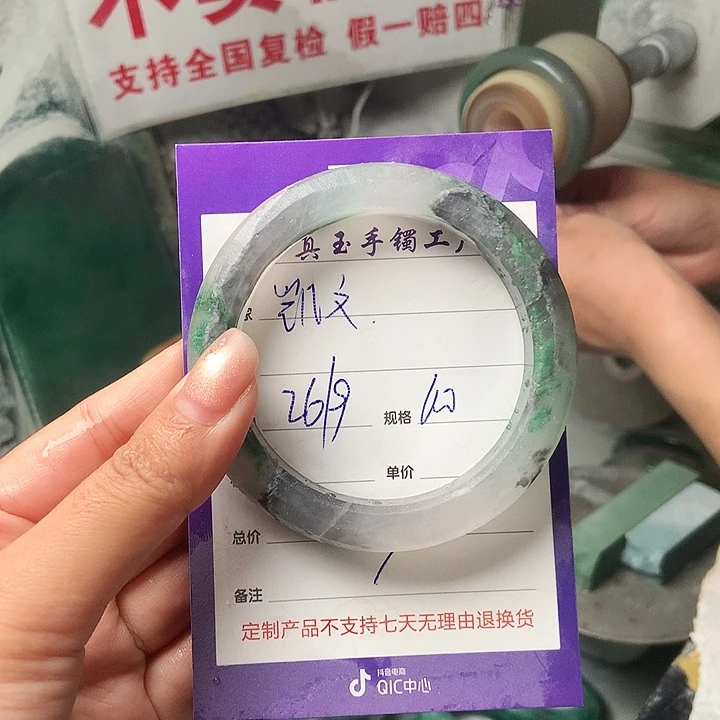 支持全国复检 假一赔四
具玉手镯工厂
凯文
26/9 规格
单价
总价
备注 /
定制产品不支持七天无理由退换货
抖音电商
QIC中心